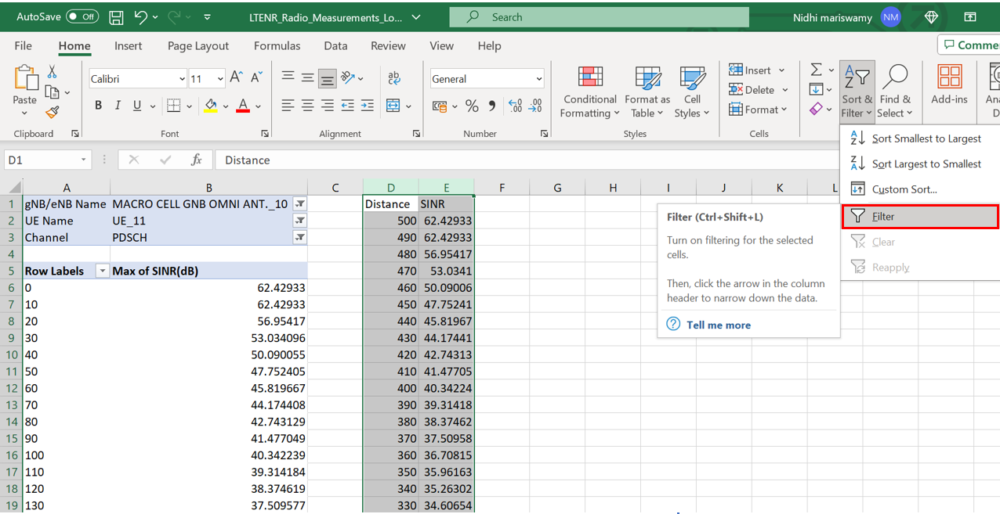 AutoSave Off LTENR_Radio_Measurements_Lo... Search Nidhi mariswamy NM
File Home Insert Page Layout Formulas Data Review View Help Comme
Calibri 11 A A ab General Insert Σ A Z
Paste B I U A % 9 Conditional Format as Cell Delete Sort & Find & Add-ins Ana
Formatting Table Styles Format Filter Select D
Clipboard Font Alignment Number Styles Cells
D1 fx Distance
A B C D E F G H I J K L
1 gNB/eNB Name MACRO CELL GNB OMNI ANT._10 Distance SINR
2 UE Name UE_11 500 62.42933
3 Channel PDSCH 490 62.42933
4 480 56.95417
5 Row Labels Max of SINR(dB) 470 53.0341
6 0 62.42933 460 50.09006
7 10 62.42933 450 47.75241
8 20 56.95417 440 45.81967
9 30 53.034096 430 44.17441
10 40 50.090055 420 42.74313
11 50 47.752405 410 41.47705
12 60 45.819667 400 40.34224
13 70 44.174408 390 39.31418
14 80 42.743129 380 38.37462
15 90 41.477049 370 37.50958
16 100 40.342239 360 36.70815
17 110 39.314184 350 35.96163
18 120 38.374619 340 35.26302
19 130 37.509577 330 34.60654
Sort Smallest to Largest
Sort Largest to Smallest
Custom Sort...
Filter
Clear
Reapply
Filter (Ctrl+Shift+L)
Turn on filtering for the selected
cells.
Then, click the arrow in the column
header to narrow down the data.
Tell me more